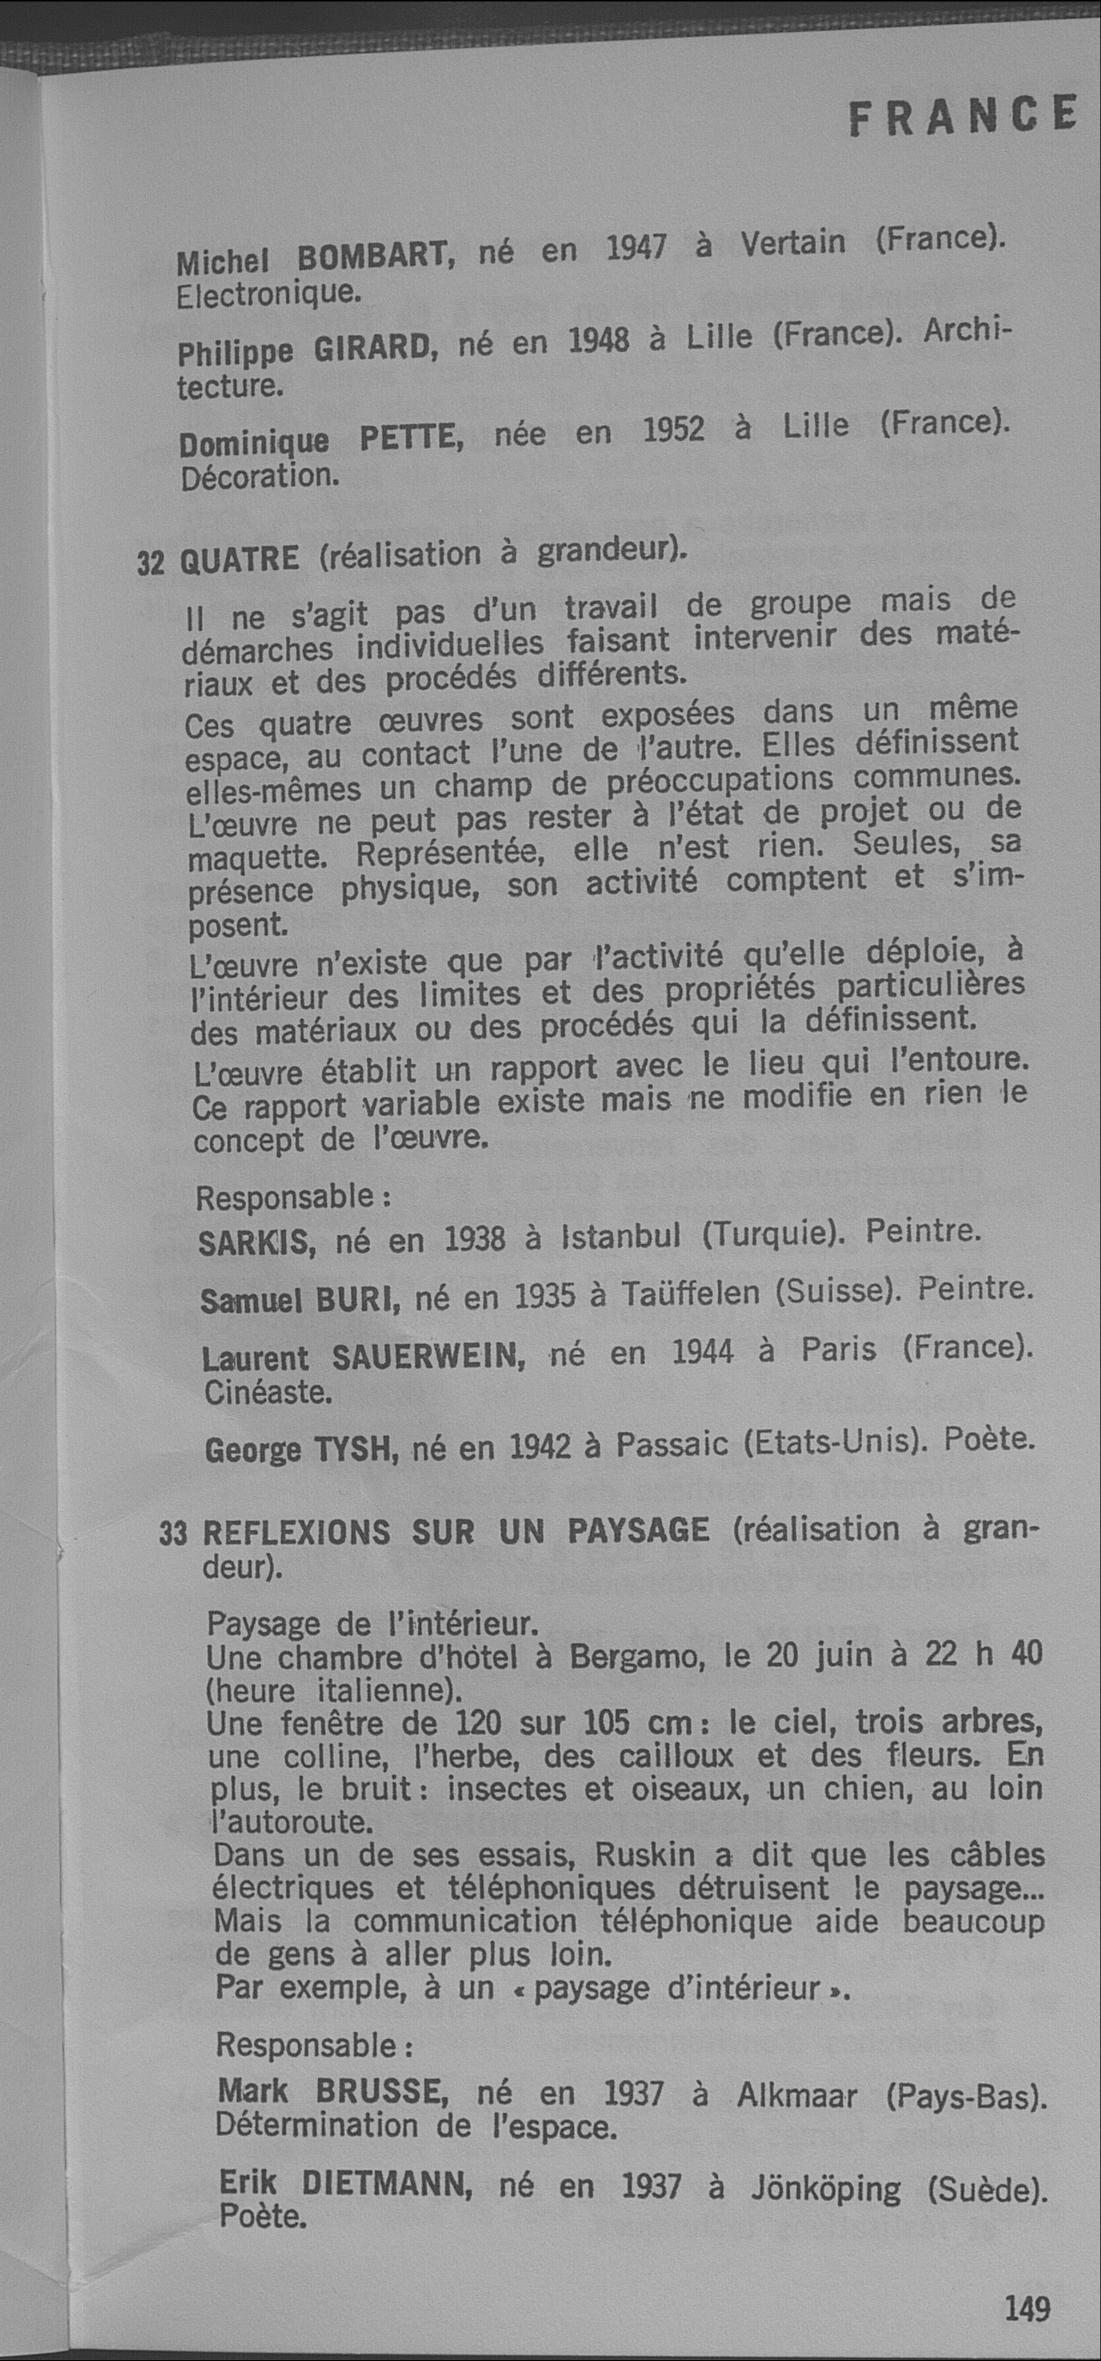 FRANCE
Michel BOMBART, né en 1947 à Vertain (France).
Electronique.
Philippe GIRARD, né en 1948 à Lille (France). Archi-
tecture.
Dominique PETTE, née en 1952 à Lille (France).
Décoration.
32 QUATRE (réalisation à grandeur).
Il ne s'agit pas d'un travail de groupe mais de
démarches individuelles faisant intervenir des maté-
riaux et des procédés différents.
Ces quatre œuvres sont exposées dans un même
espace, au contact l'une de l'autre. Elles définissent
elles-mêmes un champ de préoccupations communes.
L'œuvre ne peut pas rester à l'état de projet ou de
maquette. Représentée, elle n'est rien. Seules, sa
présence physique, son activité comptent et s'im-
posent.
L'œuvre n'existe que par l'activité qu'elle déploie, à
l'intérieur des limites et des propriétés particulières
des matériaux ou des procédés qui la définissent.
L'œuvre établit un rapport avec le lieu qui l'entoure.
Ce rapport variable existe mais ne modifie en rien le
concept de l'œuvre.
Responsable :
SARKIS, né en 1938 à Istanbul (Turquie). Peintre.
Samuel BURI, né en 1935 à Taüffelen (Suisse). Peintre.
Laurent SAUERWEIN, né en 1944 à Paris (France).
Cinéaste.
George TYSH, né en 1942 à Passaic (Etats-Unis). Poète.
33 REFLEXIONS SUR UN PAYSAGE (réalisation à gran-
deur).
Paysage de l'intérieur.
Une chambre d'hôtel à Bergamo, le 20 juin à 22 h 40
(heure italienne).
Une fenêtre de 120 sur 105 cm : le ciel, trois arbres,
une colline, l'herbe, des cailloux et des fleurs. En
plus, le bruit : insectes et oiseaux, un chien, au loin
l'autoroute.
Dans un de ses essais, Ruskin a dit que les câbles
électriques et téléphoniques détruisent le paysage...
Mais la communication téléphonique aide beaucoup
de gens à aller plus loin.
Par exemple, à un « paysage d'intérieur ».
Responsable :
Mark BRUSSE, né en 1937 à Alkmaar (Pays-Bas).
Détermination de l'espace.
Erik DIETMANN, né en 1937 à Jönköping (Suède).
Poète.
149